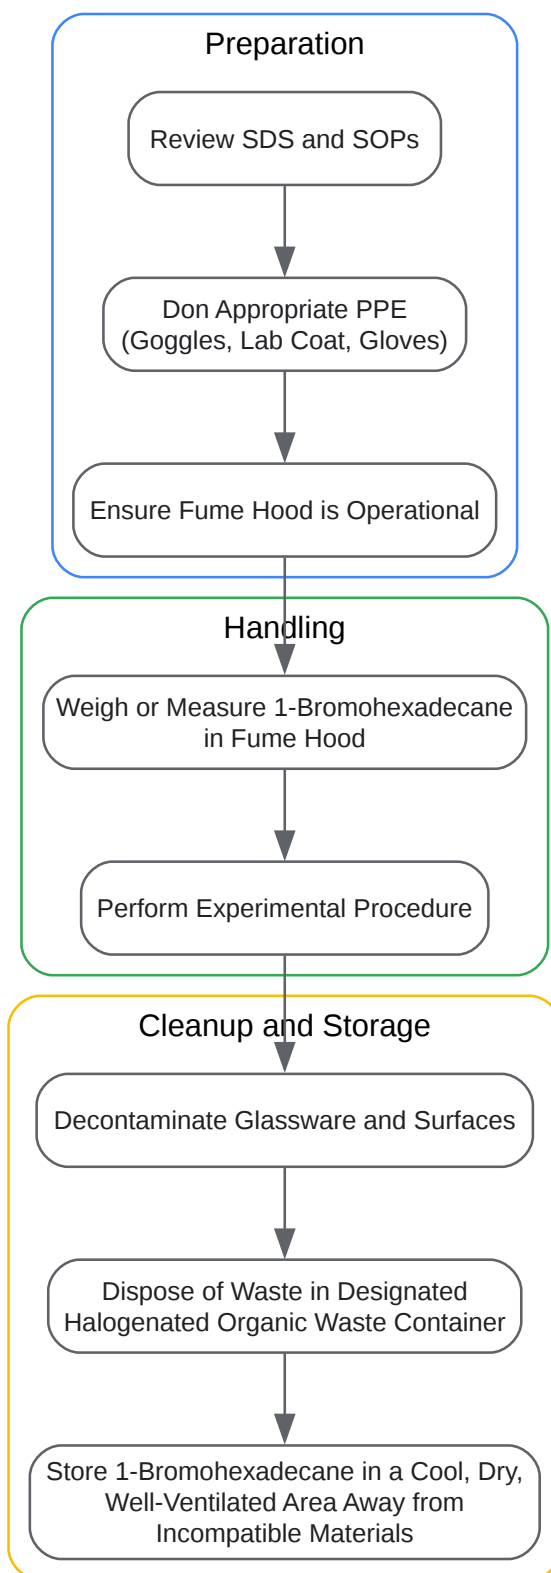 Preparation
Review SDS and SOPs
Don Appropriate PPE
(Goggles, Lab Coat, Gloves)
Ensure Fume Hood is Operational
Handling
Weigh or Measure 1-Bromohexadecane
in Fume Hood
Perform Experimental Procedure
Cleanup and Storage
Decontaminate Glassware and Surfaces
Dispose of Waste in Designated
Halogenated Organic Waste Container
Store 1-Bromohexadecane in a Cool, Dry,
Well-Ventilated Area Away from
Incompatible Materials